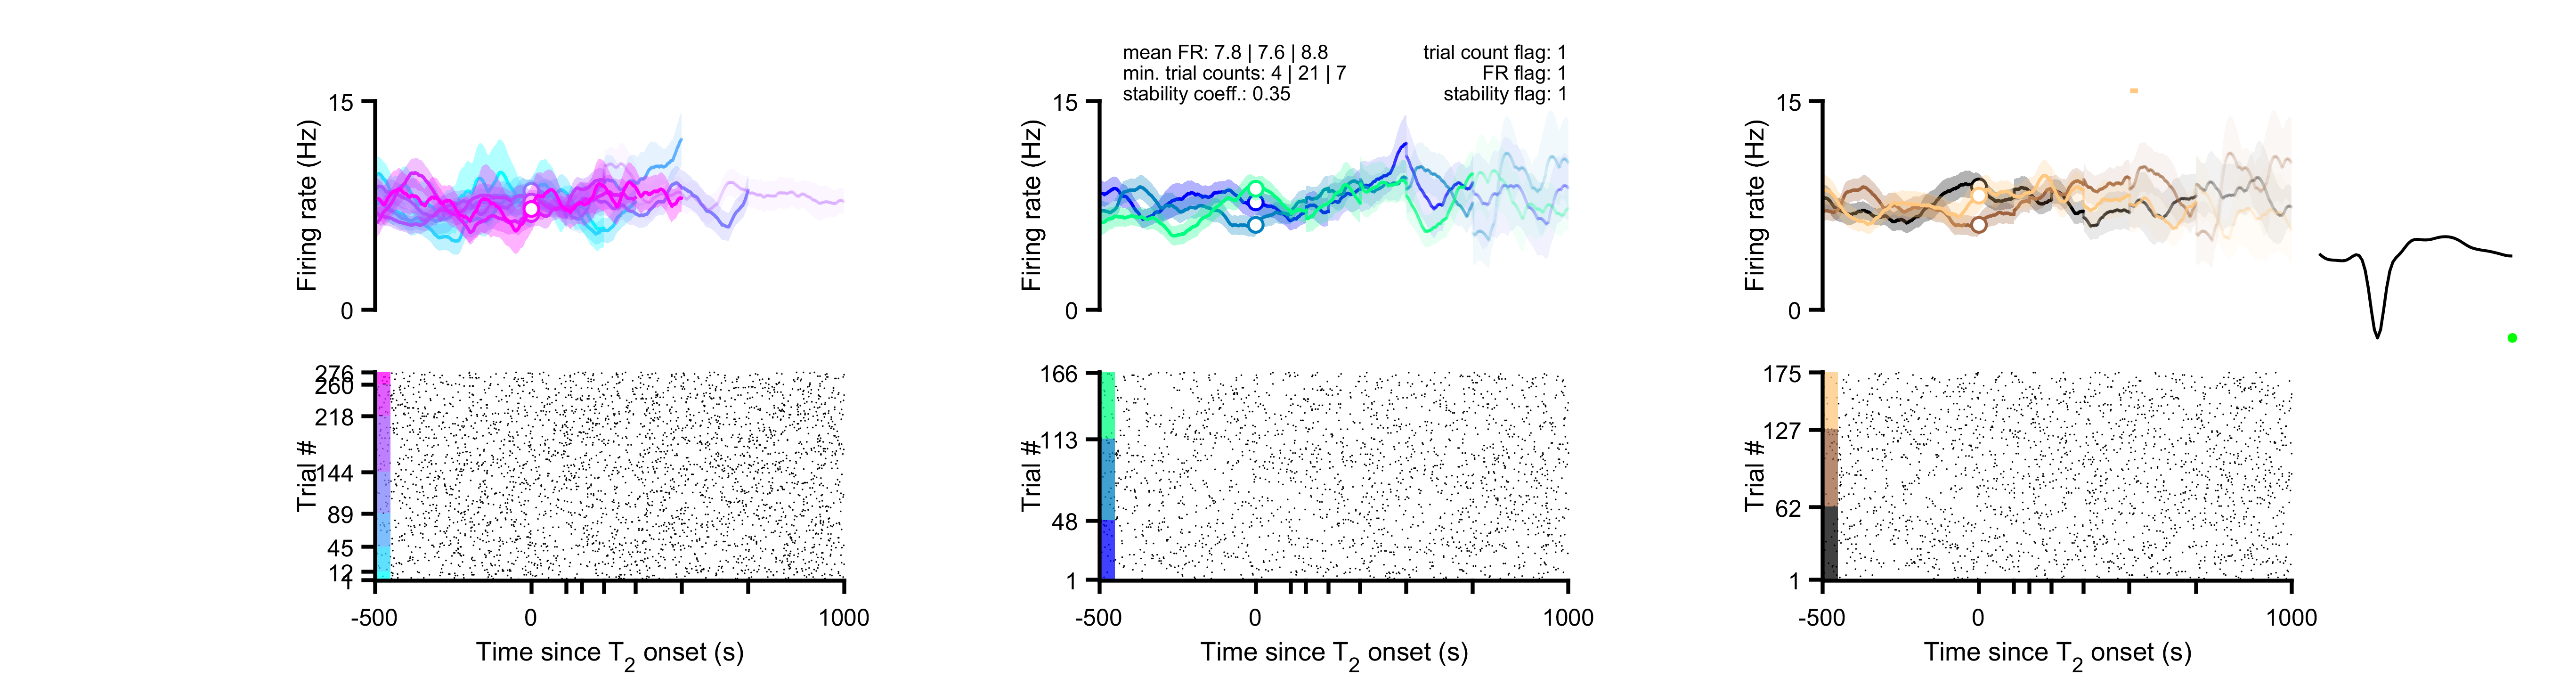 mean FR: 7.8 | 7.6 | 8.8
min. trial counts: 4 | 21 | 7
stability coeff.: 0.35
trial count flag: 1
FR flag: 1
stability flag: 1
Firing rate (Hz)
15
0
Firing rate (Hz)
15
0
Firing rate (Hz)
15
0
Trial #
276
260
218
144
89
45
12
-500
0
1000
Time since T2 onset (s)
Trial #
166
113
48
1
-500
0
1000
Time since T2 onset (s)
Trial #
175
127
62
1
-500
0
1000
Time since T2 onset (s)